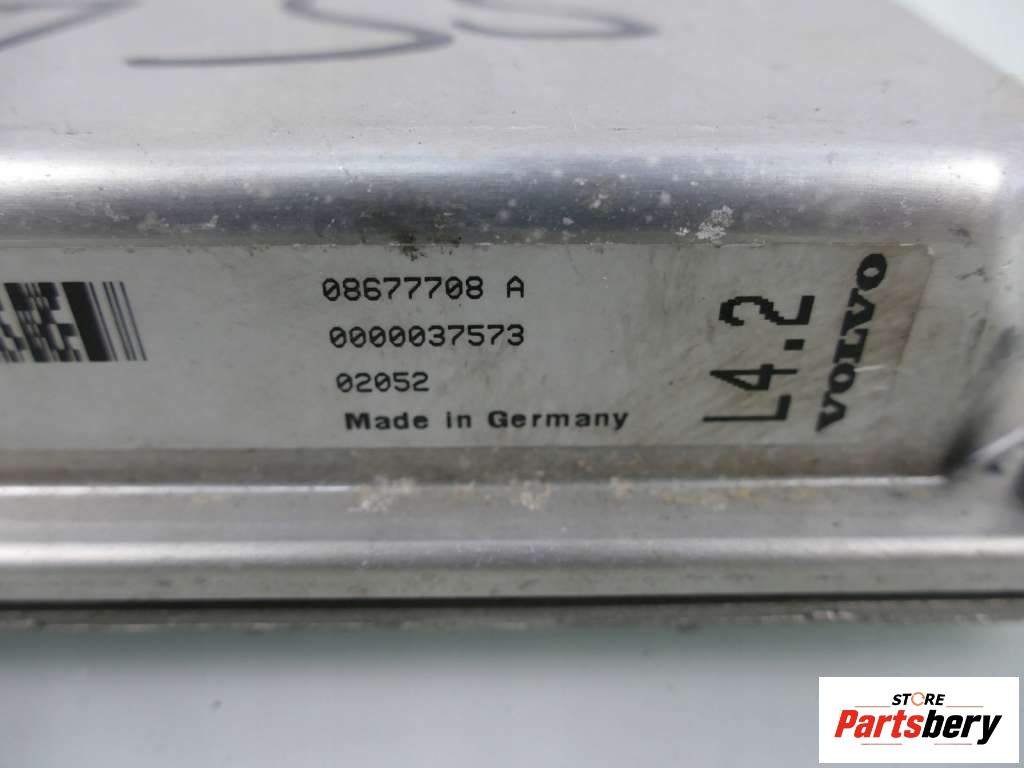 08677708 A
0000037573
02052
Made in Germany
L4.2
VOLVO
STORE
Partsbery